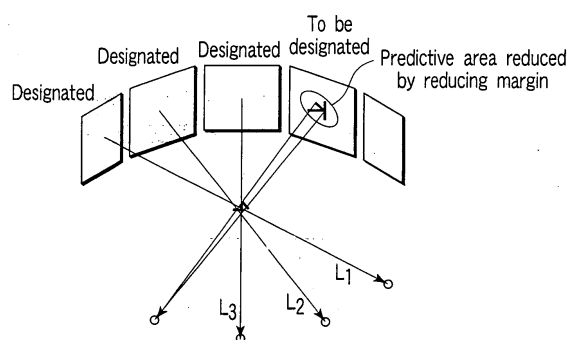 To be
designated
Designated
Designated
Designated
Predictive area reduced
by reducing margin
L1
L2
L3